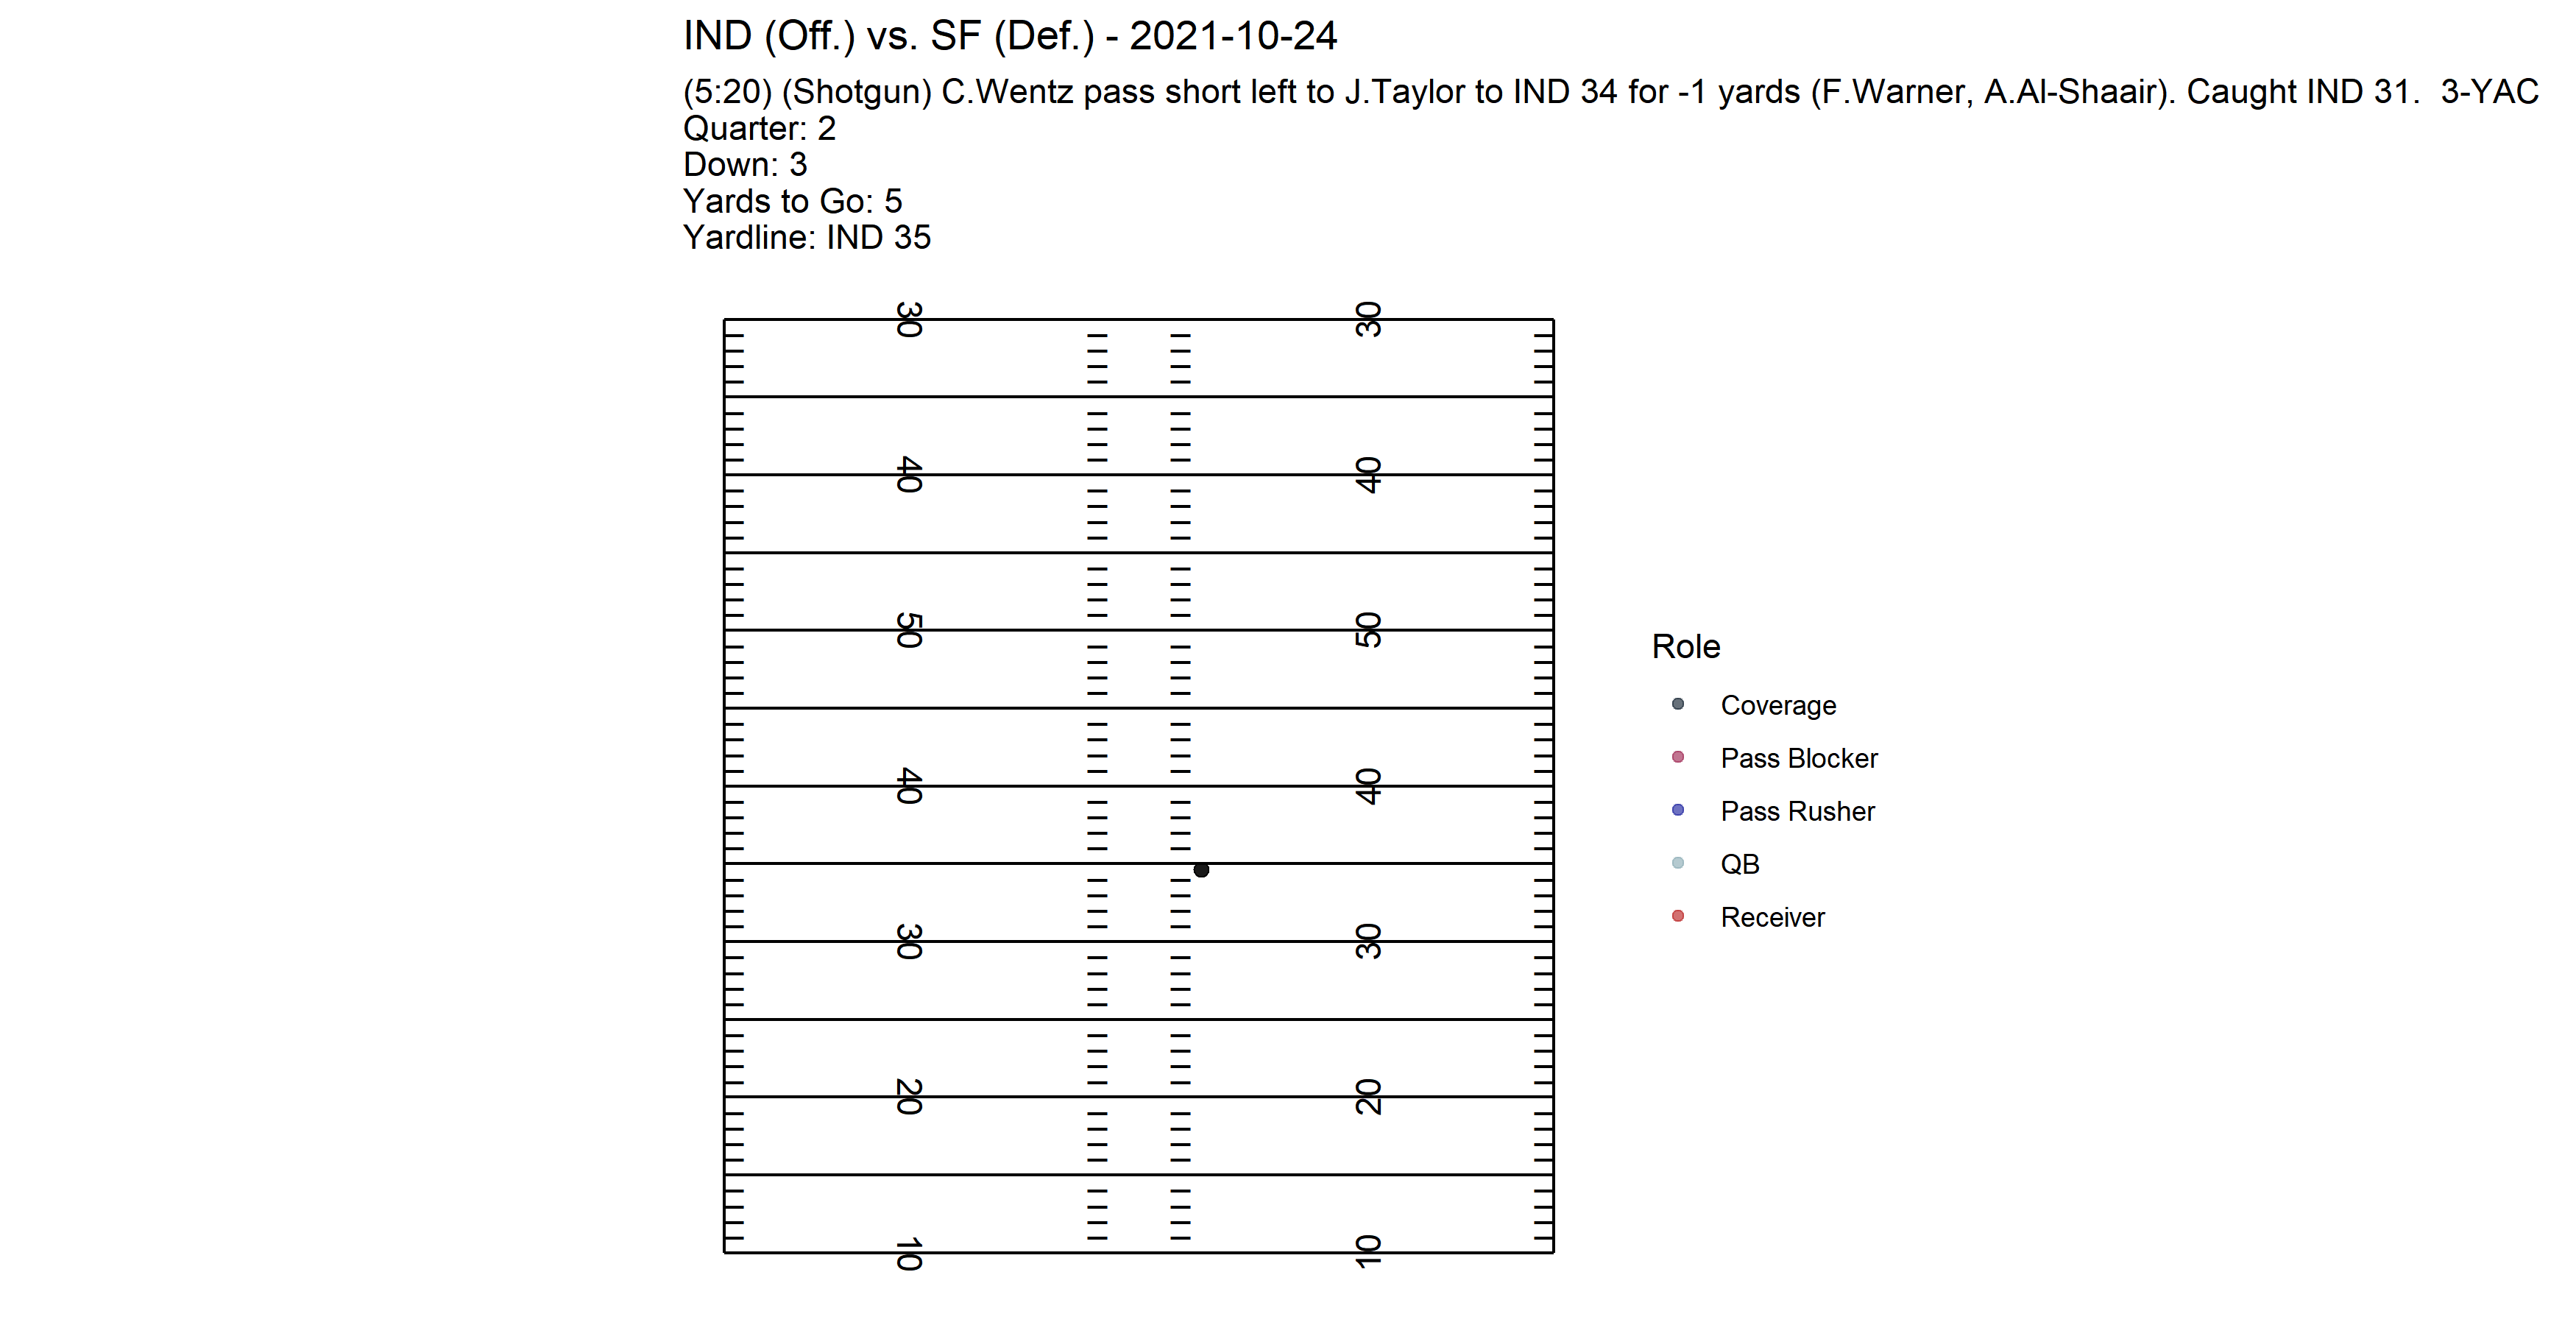 IND (Off.) vs. SF (Def.) - 2021-10-24
(5:20) (Shotgun) C.Wentz pass short left to J.Taylor to IND 34 for -1 yards (F.Warner, A.Al-Shaair). Caught IND 31.  3-YAC
Quarter: 2
Down: 3
Yards to Go: 5
Yardline: IND 35
30 30
40 40
50 50
40 40
30 30
20 20
10 10
Role
Coverage
Pass Blocker
Pass Rusher
QB
Receiver